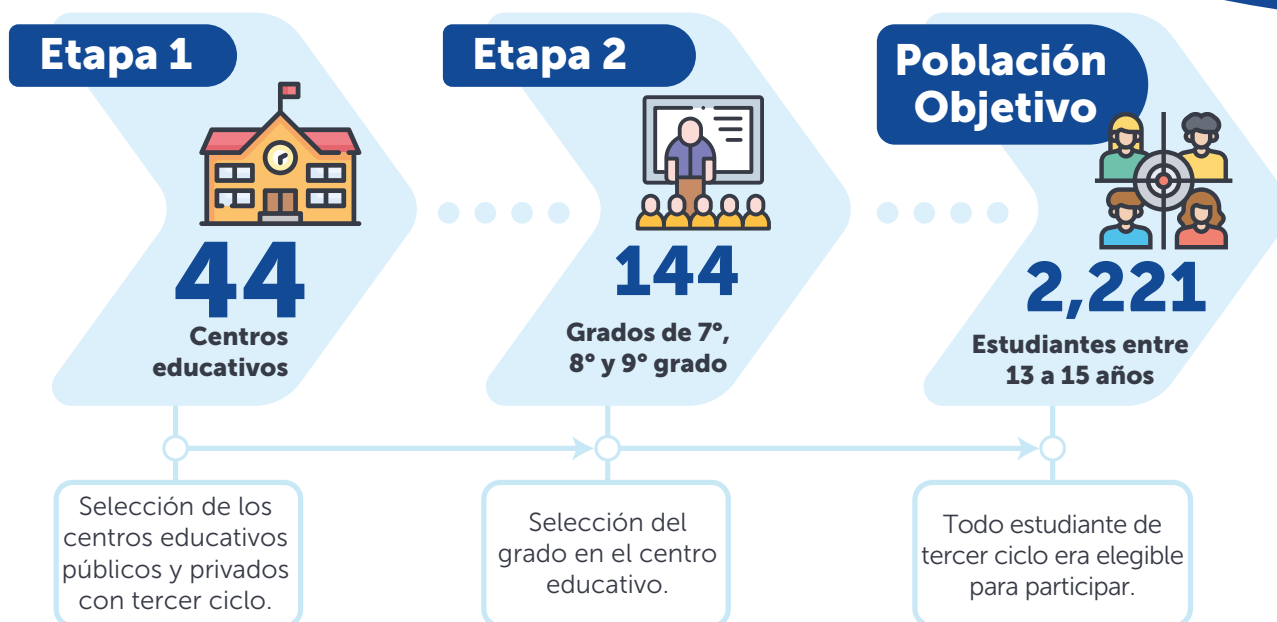 Etapa 1
44
Centros
educativos
Selección de los
centros educativos
públicos y privados
con tercer ciclo.
Etapa 2
144
Grados de 7°,
8° y 9° grado
Selección del
grado en el centro
educativo.
Población
Objetivo
2,221
Estudiantes entre
13 a 15 años
Todo estudiante de
tercer ciclo era elegible
para participar.